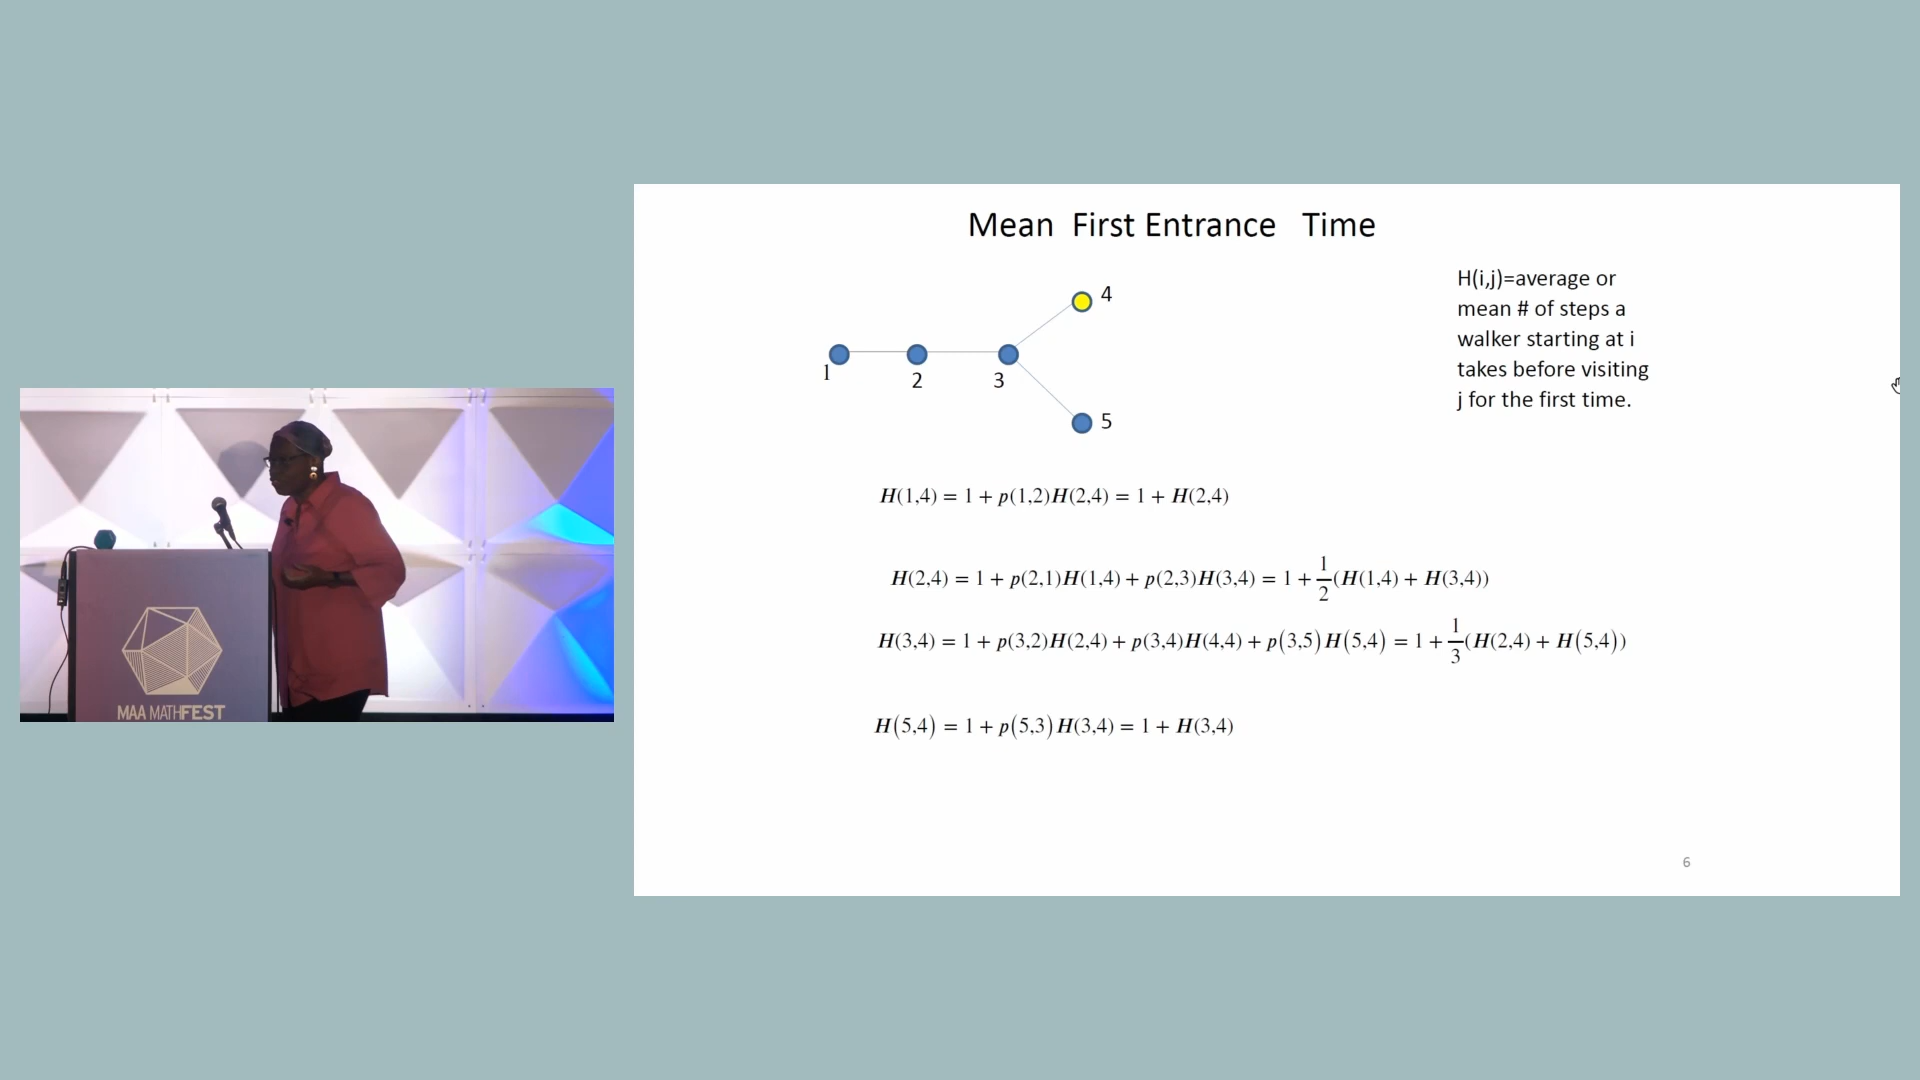 Mean First Entrance Time
H(i,j)=average or
mean # of steps a
walker starting at i
takes before visiting
j for the first time.
4
1
2
3
5
H(1,4) = 1 + p(1,2)H(2,4) = 1 + H(2,4)
H(2,4) = 1 + p(2,1)H(1,4) + p(2,3)H(3,4) = 1 + 1/2 (H(1,4) + H(3,4))
H(3,4) = 1 + p(3,2)H(2,4) + p(3,4)H(4,4) + p(3,5)H(5,4) = 1 + 1/3 (H(2,4) + H(5,4))
H(5,4) = 1 + p(5,3)H(3,4) = 1 + H(3,4)
6
MAA MATHFEST